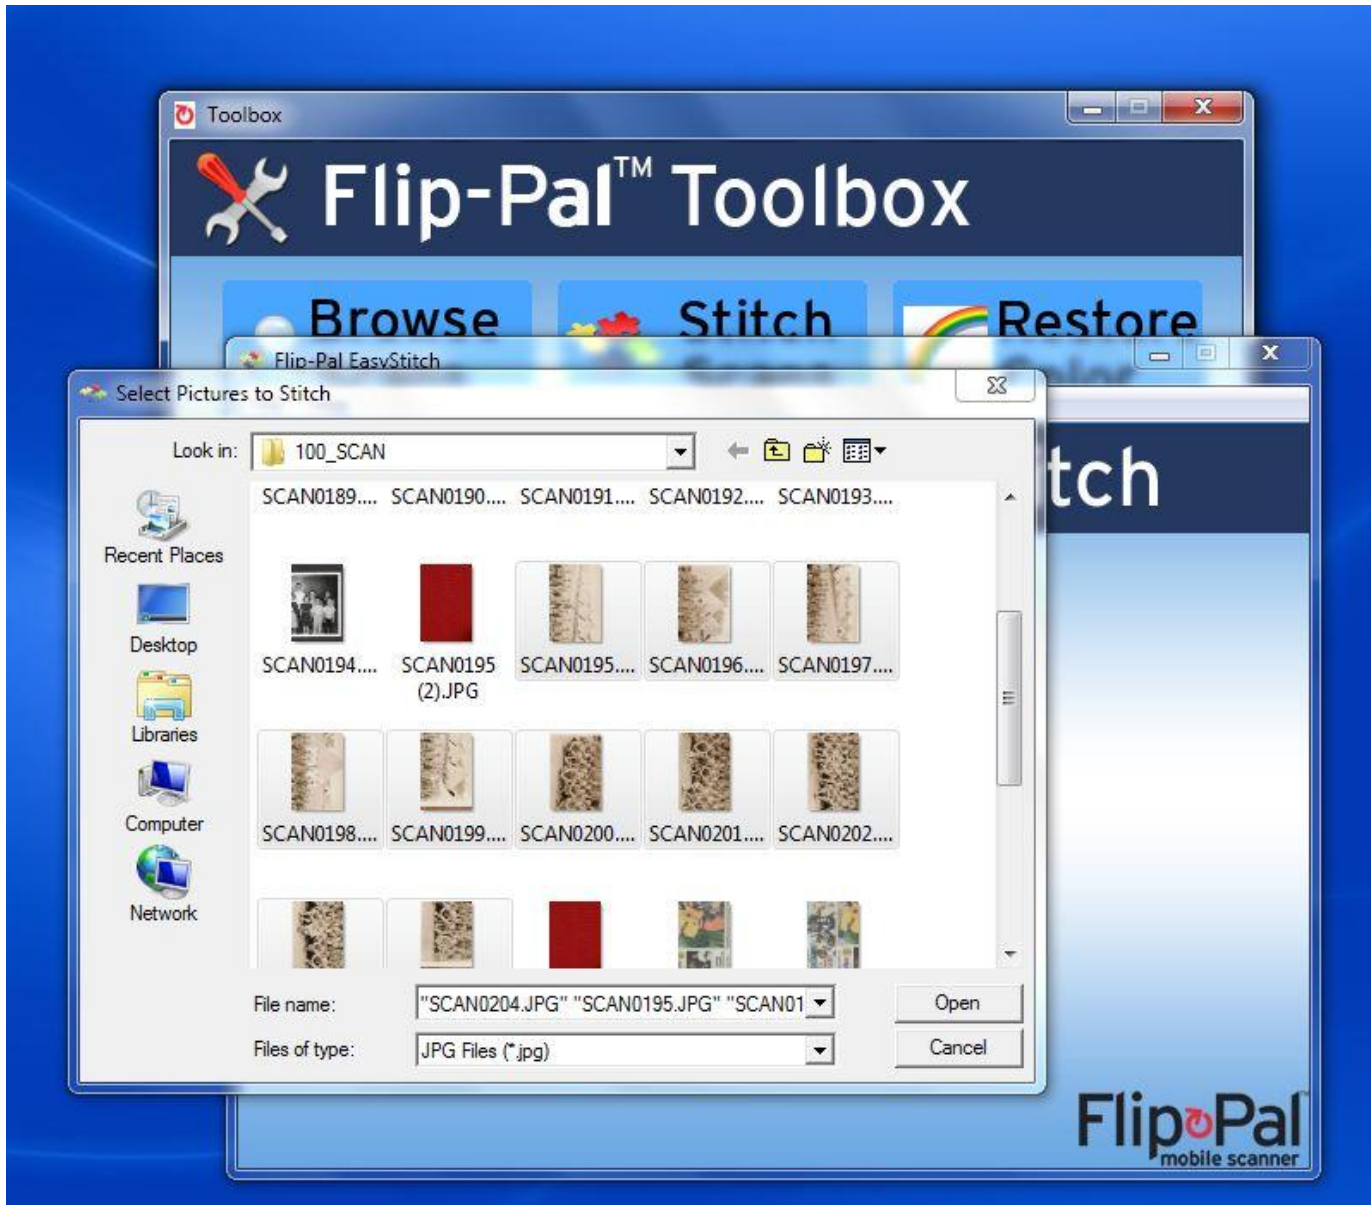 Toolbox
Flip-Pal™ Toolbox
Browse
Stitch
Restore
Color
Flip-Pal EasyStitch
Select Pictures to Stitch
tch
Look in:
100_SCAN
Recent Places
Desktop
Libraries
Computer
Network
SCAN0189.... SCAN0190.... SCAN0191.... SCAN0192.... SCAN0193....
SCAN0194.... SCAN0195 SCAN0195.... SCAN0196.... SCAN0197....
(2).JPG
SCAN0198.... SCAN0199.... SCAN0200.... SCAN0201.... SCAN0202....
File name: "SCAN0204.JPG" "SCAN0195.JPG" "SCAN01 Open
Files of type: JPG Files (*.jpg) Cancel
FlipPal
mobile scanner